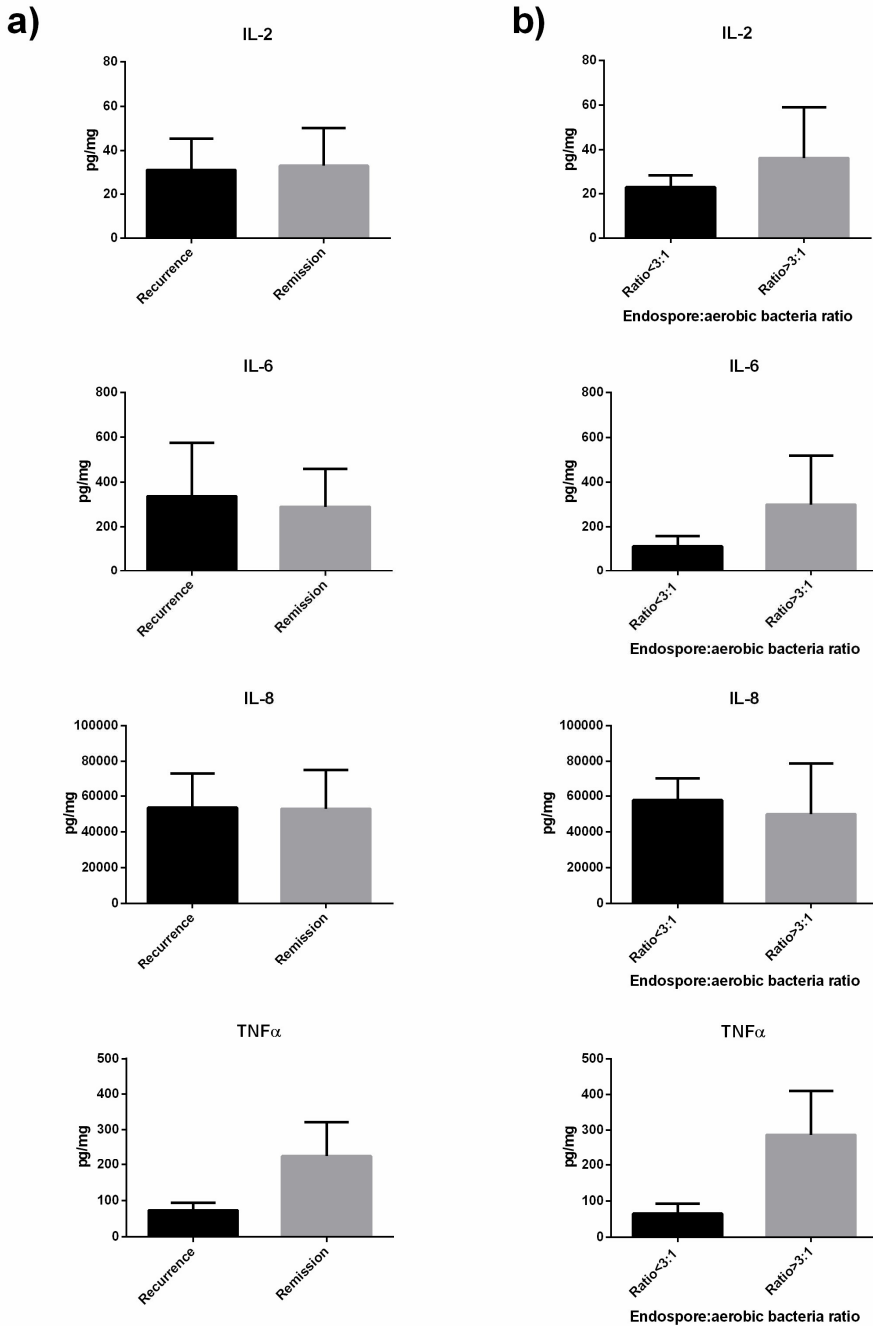 a)
IL-2
80
60
40
20
0
pg/mg
Recurrence
Remission
IL-6
800
600
400
200
0
pg/mg
Recurrence
Remission
IL-8
100000
80000
60000
40000
20000
0
pg/mg
Recurrence
Remission
TNFα
500
400
300
200
100
0
pg/mg
Recurrence
Remission
b)
IL-2
80
60
40
20
0
pg/mg
Ratio<3:1
Ratio>3:1
Endospore:aerobic bacteria ratio
IL-6
800
600
400
200
0
pg/mg
Ratio<3:1
Ratio>3:1
Endospore:aerobic bacteria ratio
IL-8
100000
80000
60000
40000
20000
0
pg/mg
Ratio<3:1
Ratio>3:1
Endospore:aerobic bacteria ratio
TNFα
500
400
300
200
100
0
pg/mg
Ratio<3:1
Ratio>3:1
Endospore:aerobic bacteria ratio